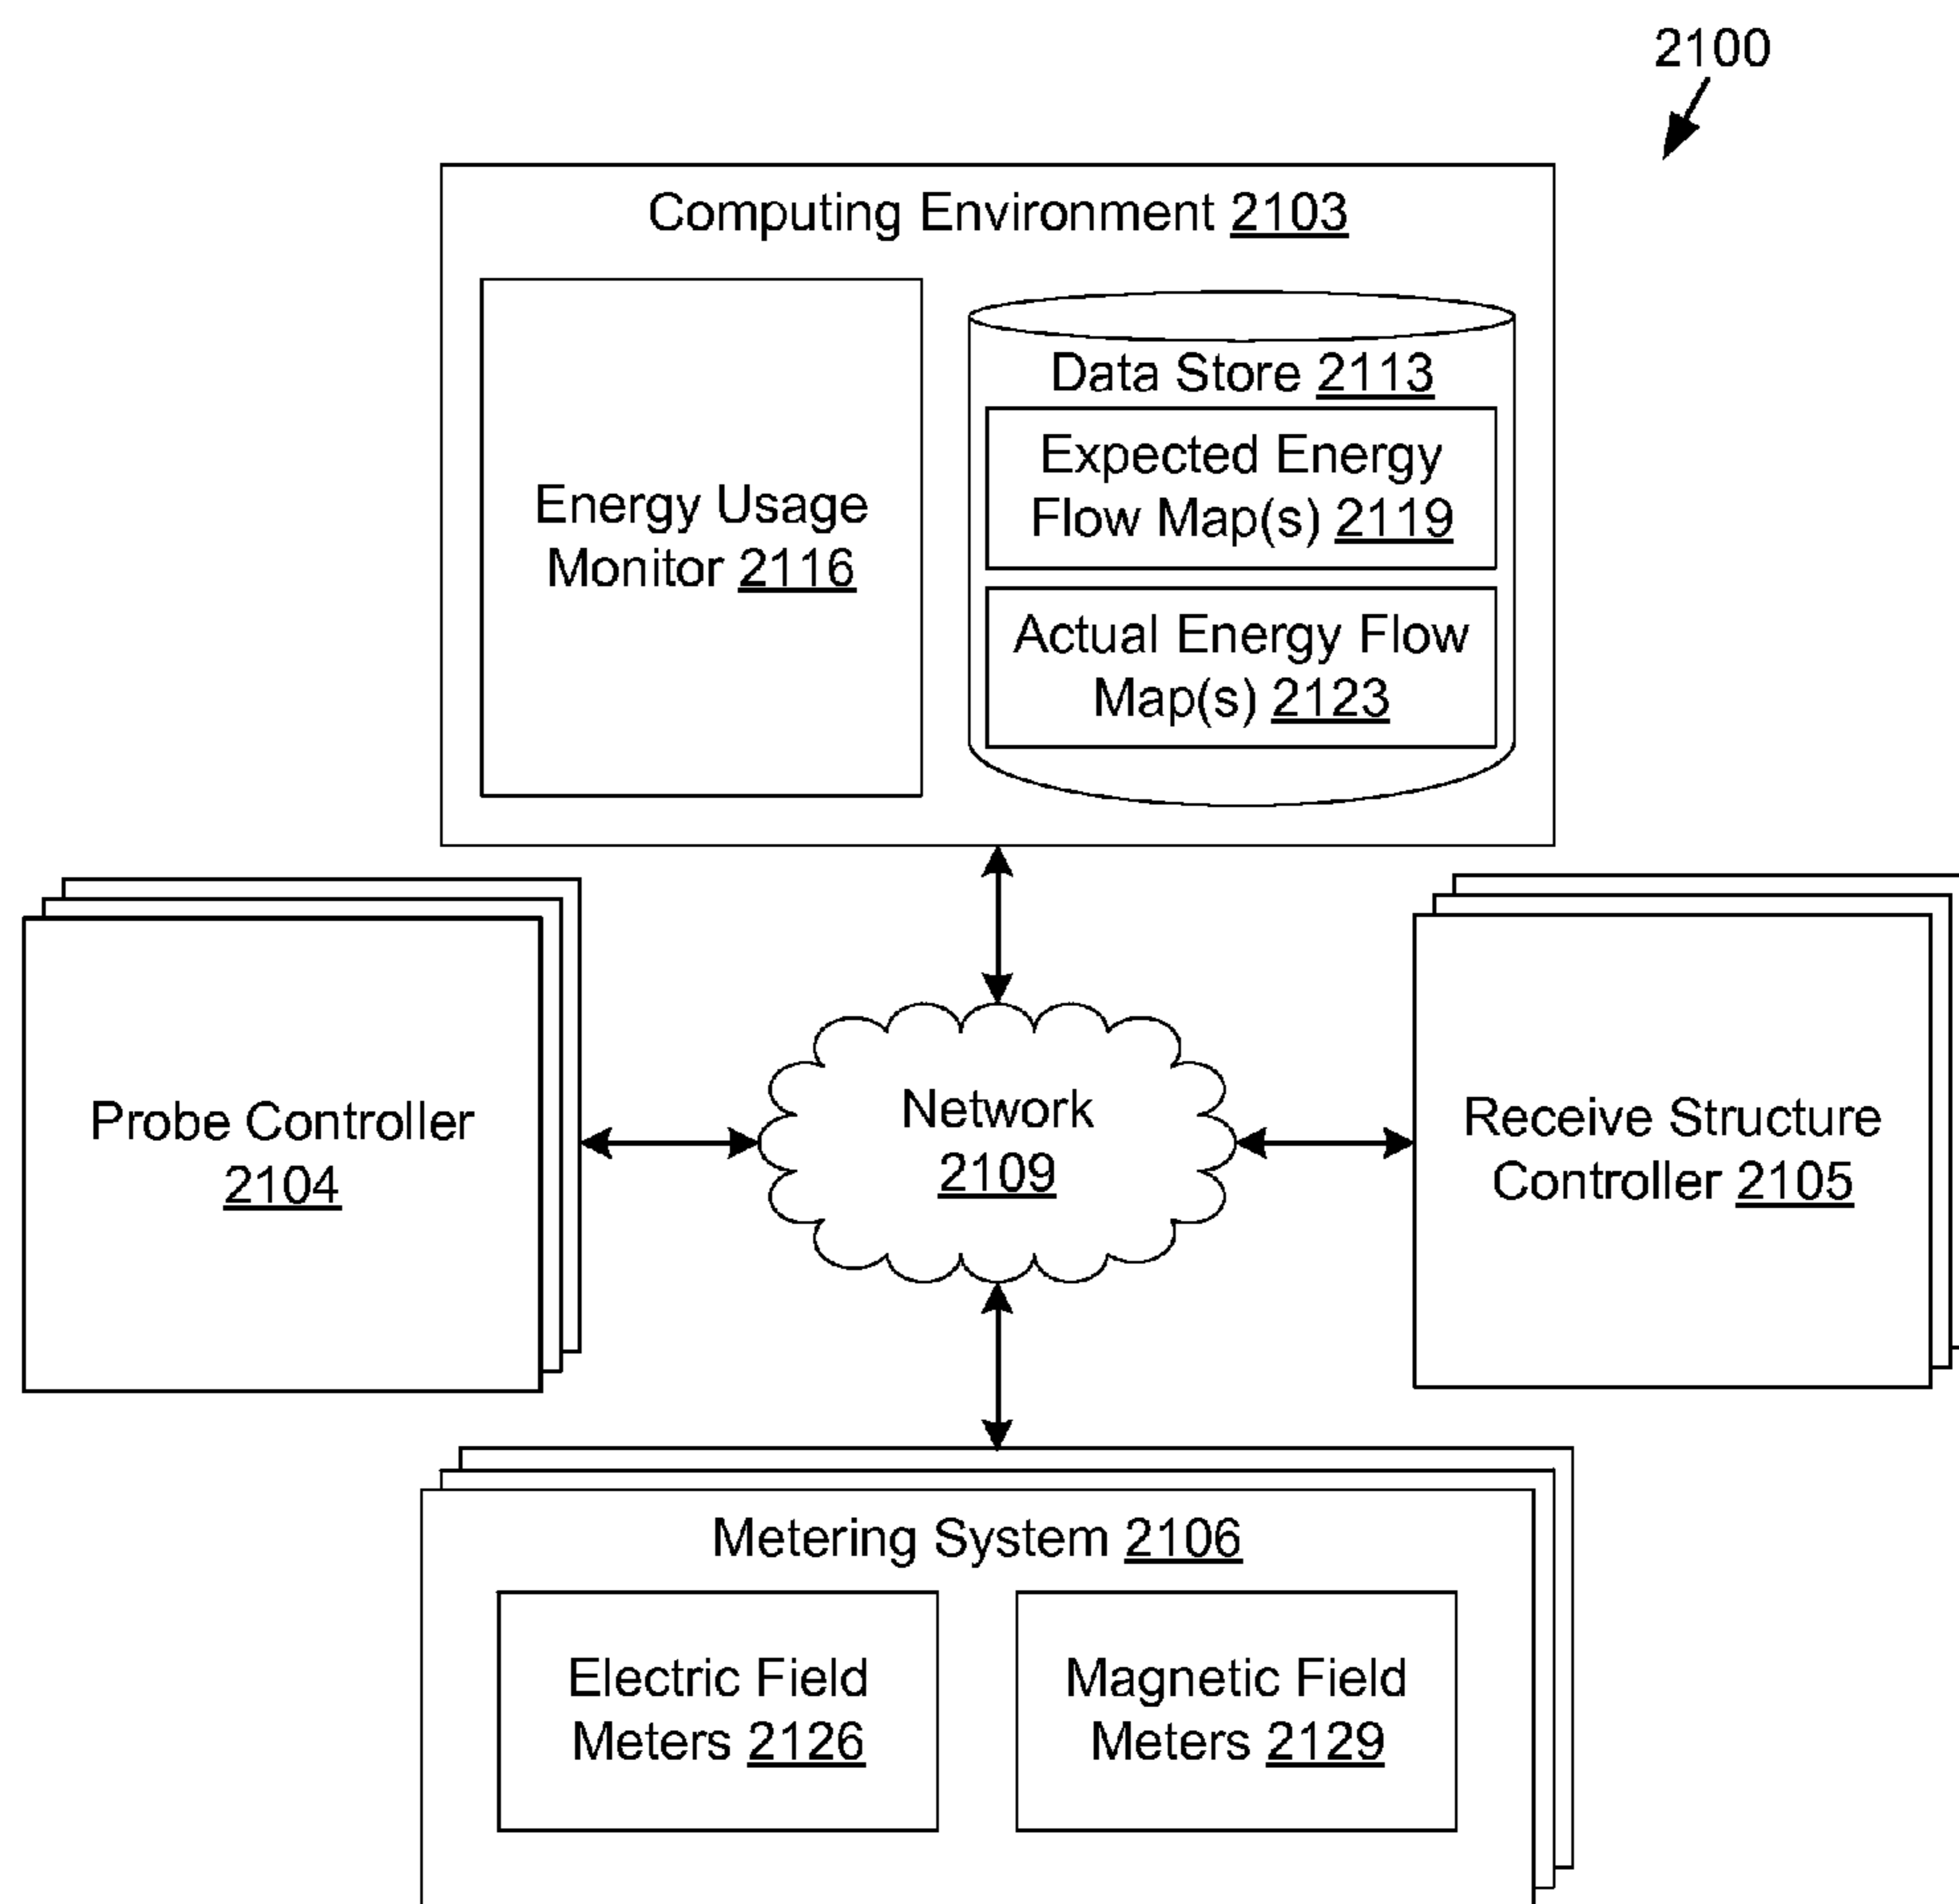 2100
Computing Environment 2103
Energy Usage
Monitor 2116
Data Store 2113
Expected Energy
Flow Map(s) 2119
Actual Energy Flow
Map(s) 2123
Probe Controller
2104
Network
2109
Receive Structure
Controller 2105
Metering System 2106
Electric Field
Meters 2126
Magnetic Field
Meters 2129